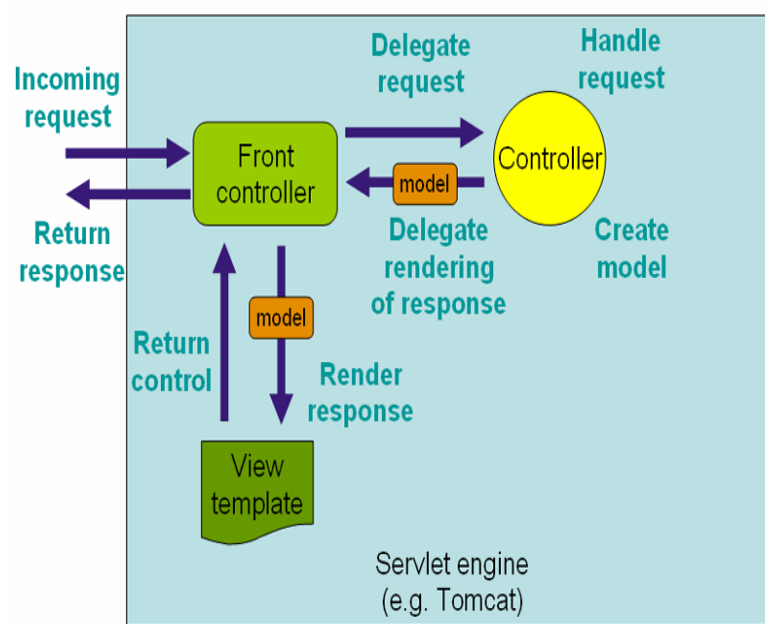 Incoming
request
Delegate
request
Handle
request
Front
controller
Controller
model
Return
response
Delegate
rendering
of response
Create
model
model
Return
control
Render
response
View
template
Servlet engine
(e.g. Tomcat)